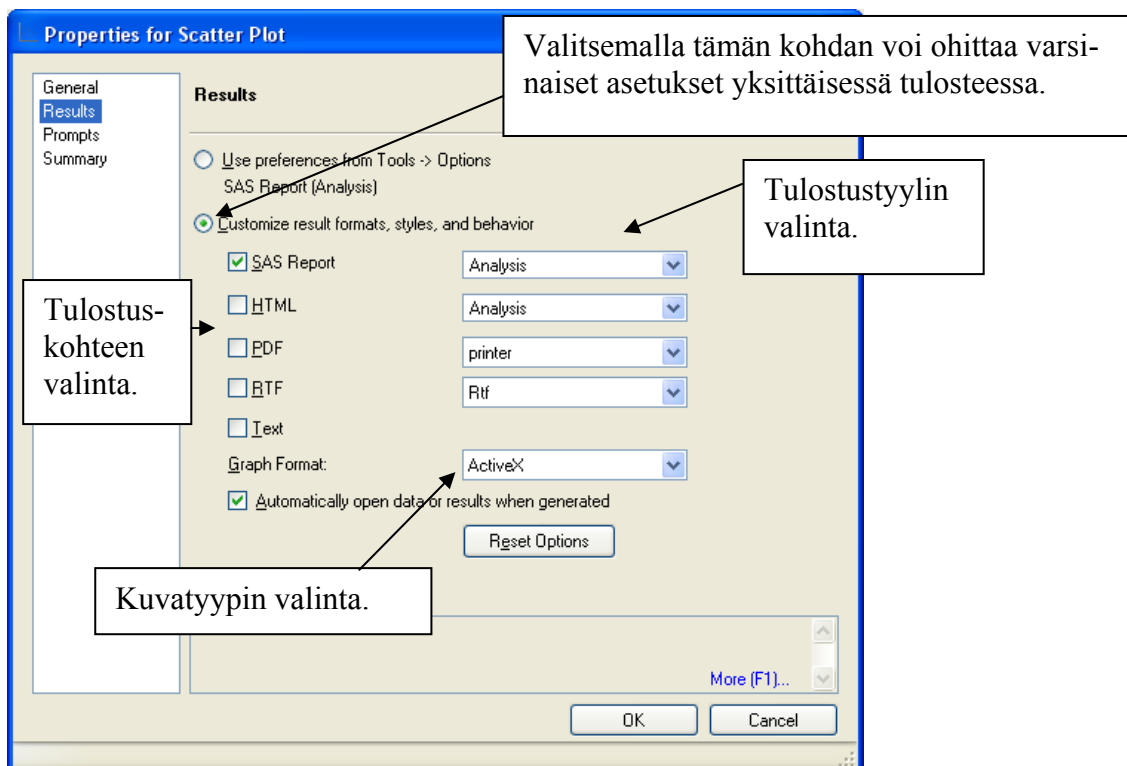 Properties for Scatter Plot
Valitsemalla tämän kohdan voi ohittaa varsi-
naiset asetukset yksittäisessä tulosteessa.
General
Results
Prompts
Summary
Results
Use preferences from Tools -> Options
SAS Report (Analysis)
Customize result formats, styles, and behavior
Tulostustyylin
valinta.
SAS Report
Analysis
HTML
Analysis
PDF
printer
RTF
Rtf
Text
Tulostus-
kohteen
valinta.
Graph Format:
ActiveX
Automatically open data or results when generated
Reset Options
Kuvatyypin valinta.
More (F1)...
OK
Cancel